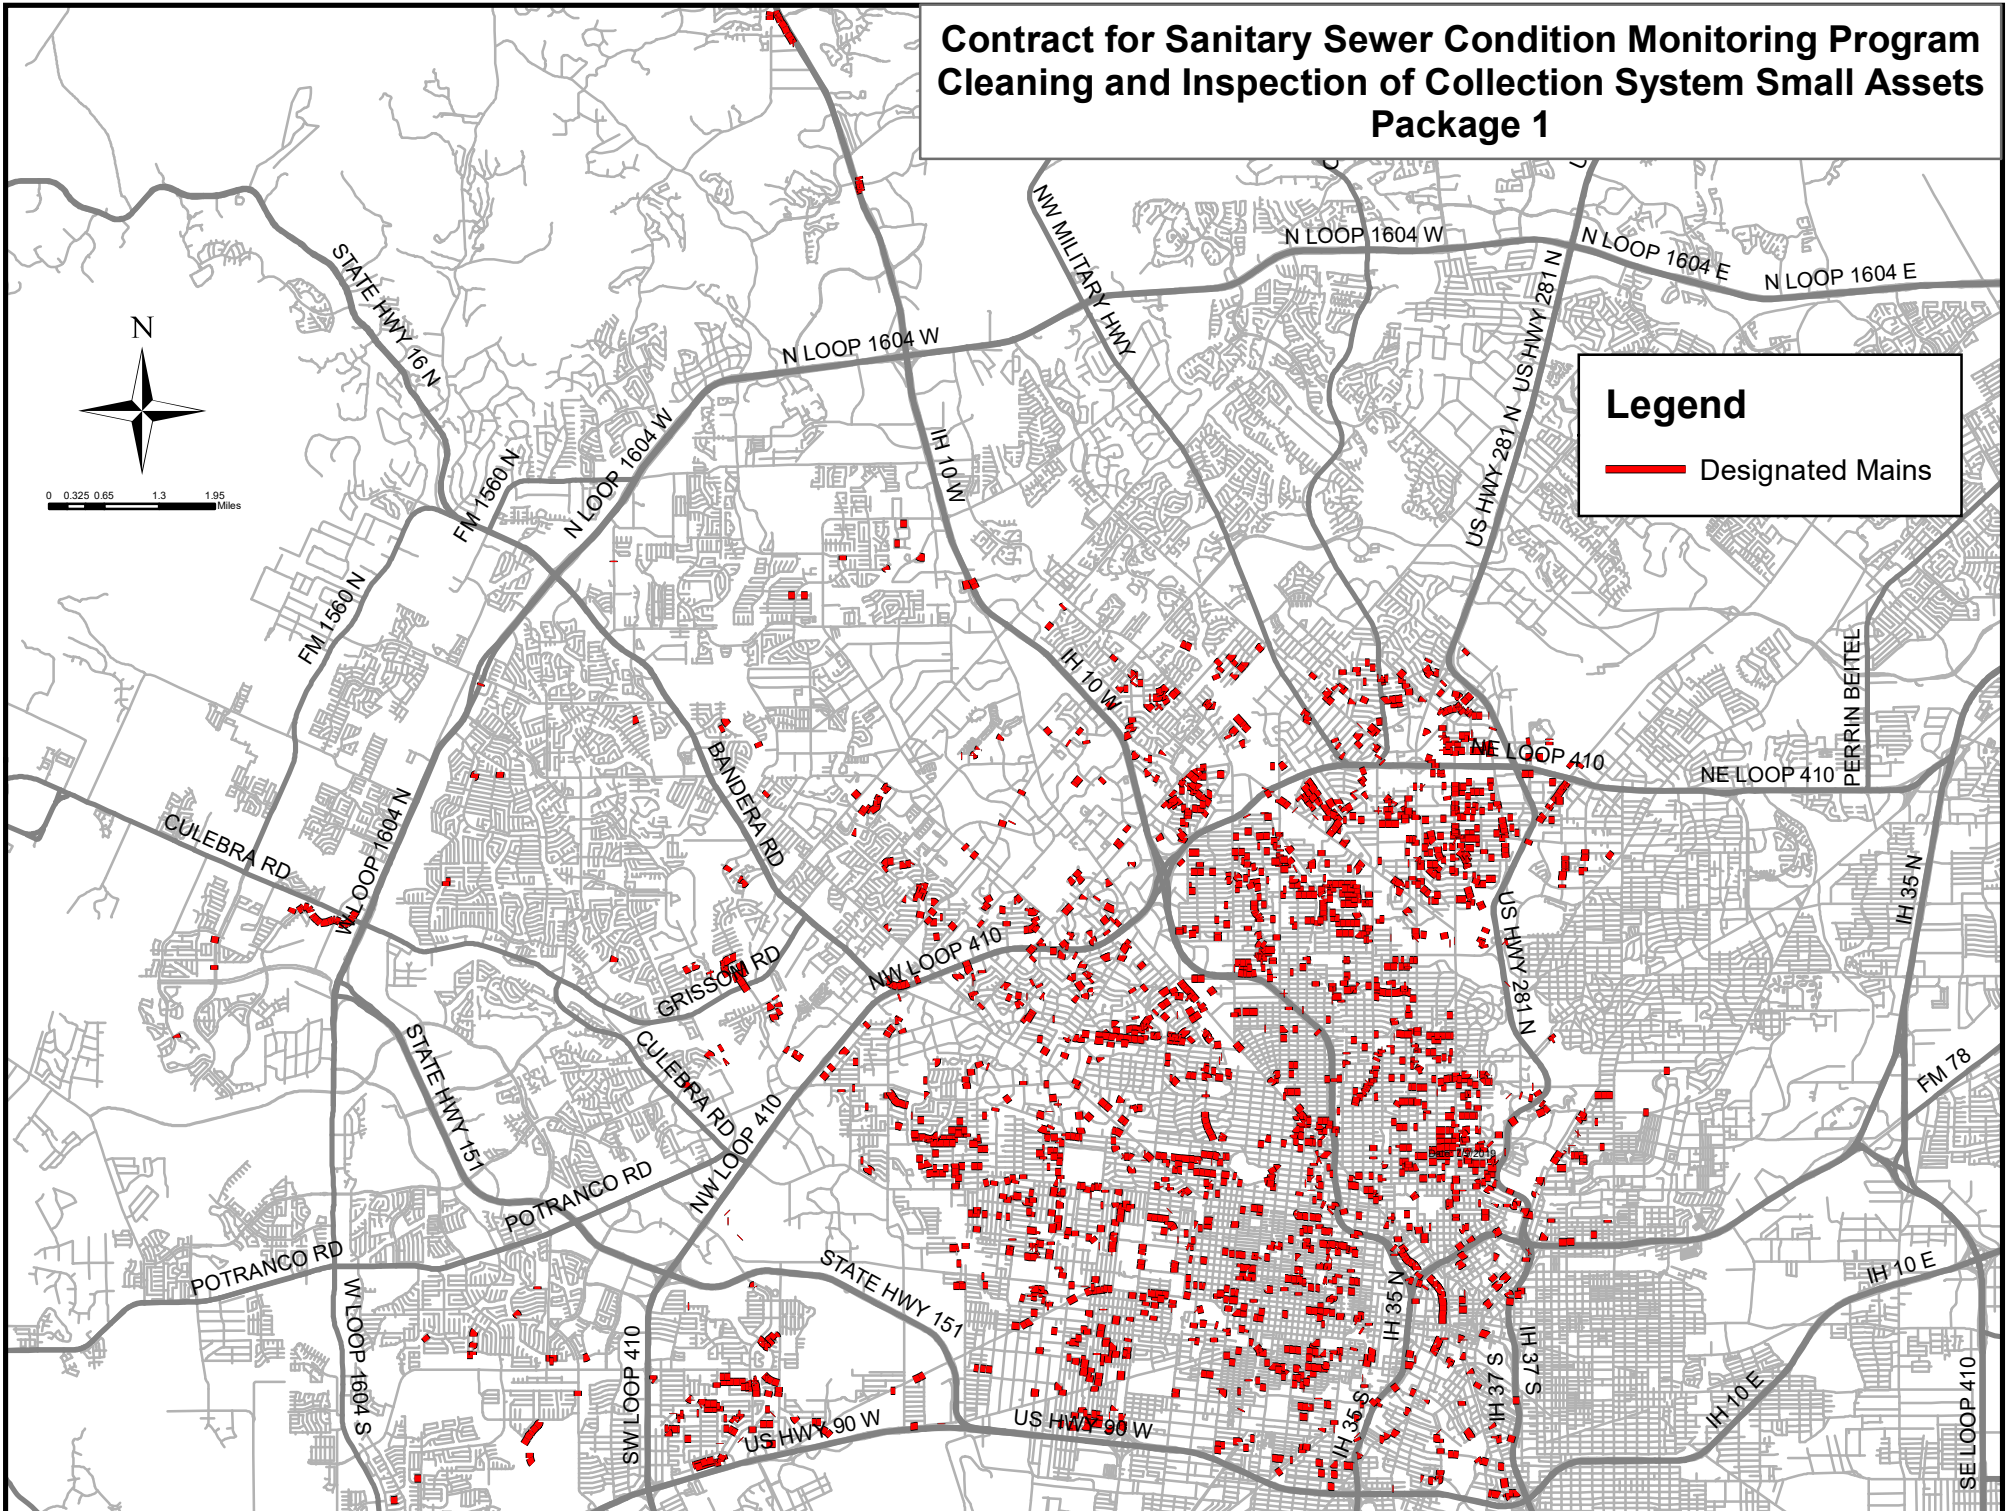 Contract for Sanitary Sewer Condition Monitoring Program
Cleaning and Inspection of Collection System Small Assets
Package 1
NW MILITARY HWY
N LOOP 1604 W
N LOOP 1604 E
N LOOP 1604 E
STATE HWY 16 N
US HWY 281 N
N
N LOOP 1604 W
Legend
Designated Mains
0 0.325 0.65 1.3 1.95
Miles
FM 1560 N
N LOOP 1604 W
IH 10 W
US HWY 281 N
FM 1560 N
IH 10 W
PERRIN BEITEL
BANDERA RD
NE LOOP 410
NE LOOP 410
CULEBRA RD
W LOOP 1604 N
IH 35 N
US HWY 281 N
GRISSOM RD
NW LOOP 410
STATE HWY 151
CULEBRA RD
FM 78
NW LOOP 410
POTRANCO RD
POTRANCO RD
STATE HWY 151
IH 35 N
IH 10 E
W LOOP 1604 S
SW LOOP 410
IH 37 S
IH 37 S
IH 10 E
SE LOOP 410
US HWY 90 W
US HWY 90 W
IH 35 S